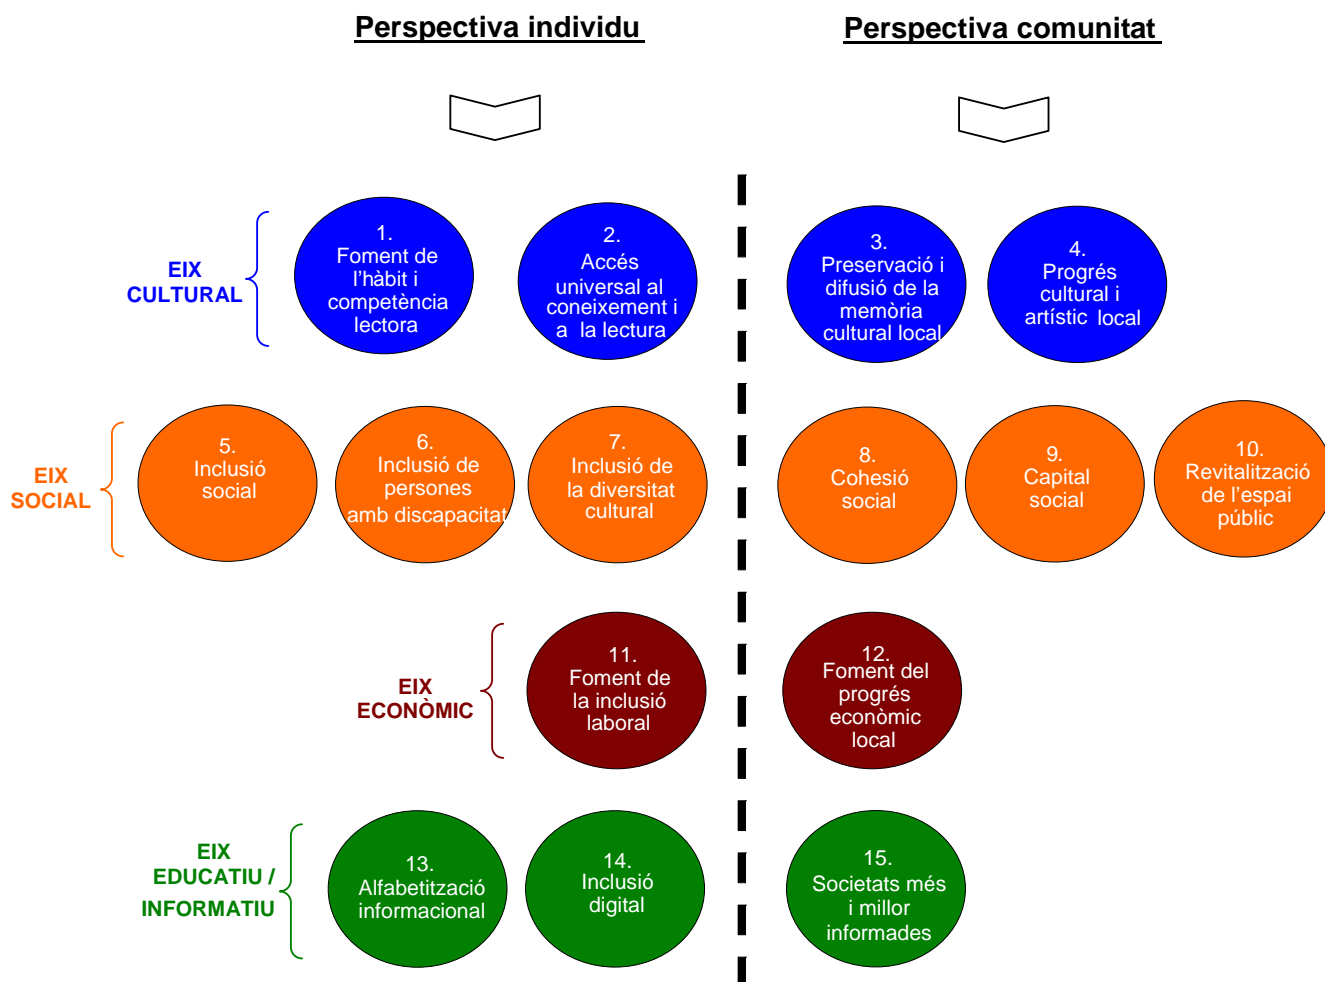 Perspectiva individu
Perspectiva comunitat
EIX
CULTURAL
1.
Foment de
l’hàbit i
competència
lectora
2.
Accés
universal al
coneixement i
a la lectura
3.
Preservació i
difusió de la
memòria
cultural local
4.
Progrés
cultural i
artístic local
EIX
SOCIAL
5.
Inclusió
social
6.
Inclusió de
persones
amb discapacitat
7.
Inclusió de
la diversitat
cultural
8.
Cohesió
social
9.
Capital
social
10.
Revitalització
de l’espai
públic
EIX
ECONÒMIC
11.
Foment de
la inclusió
laboral
12.
Foment del
progrés
econòmic
local
EIX
EDUCATIU /
INFORMATIU
13.
Alfabetització
informacional
14.
Inclusió
digital
15.
Societats més
i millor
informades